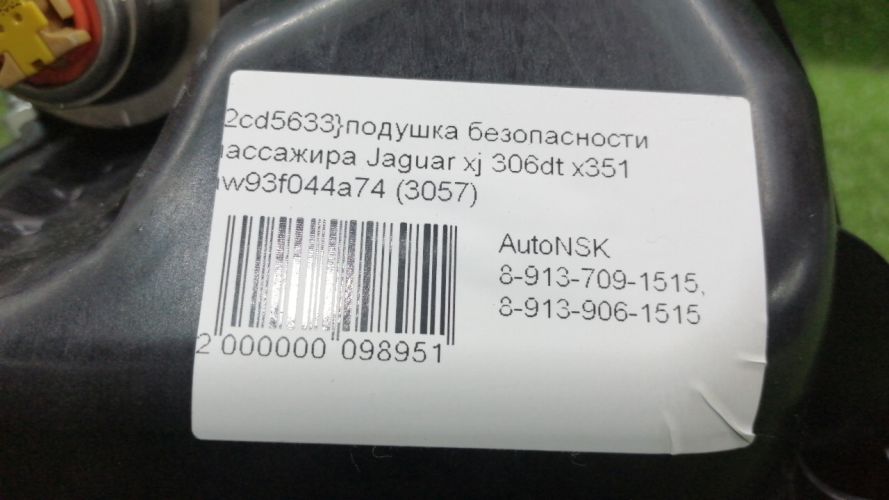 2cd5633}подушка безопасности
пассажира Jaguar xj 306dt x351
w93f044a74 (3057)
AutoNSK
8-913-709-1515,
8-913-906-1515
2 000000 098951